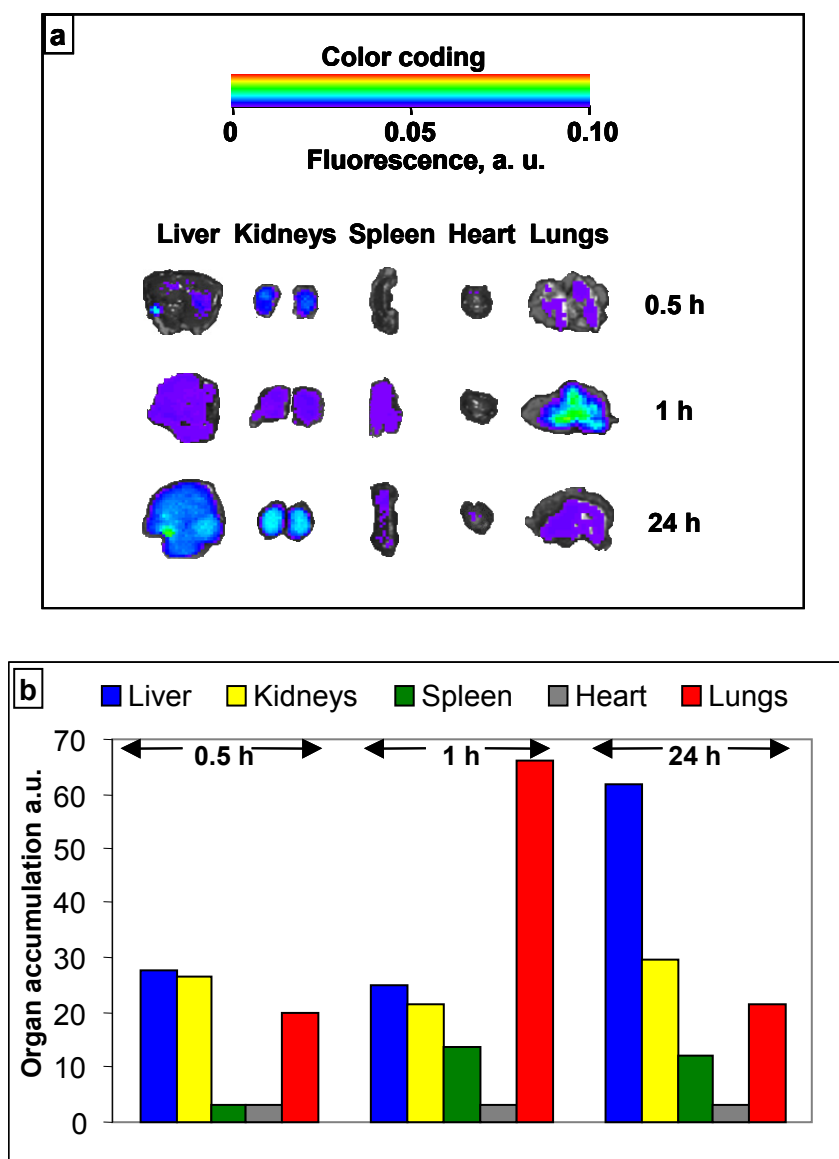 a
Color coding
0 0.05 0.10
Fluorescence, a. u.
Liver Kidneys Spleen Heart Lungs
0.5 h
1 h
24 h
b
Liver Kidneys Spleen Heart Lungs
70
0.5 h 1 h 24 h
60
50
40
30
20
10
0
Organ accumulation a.u.